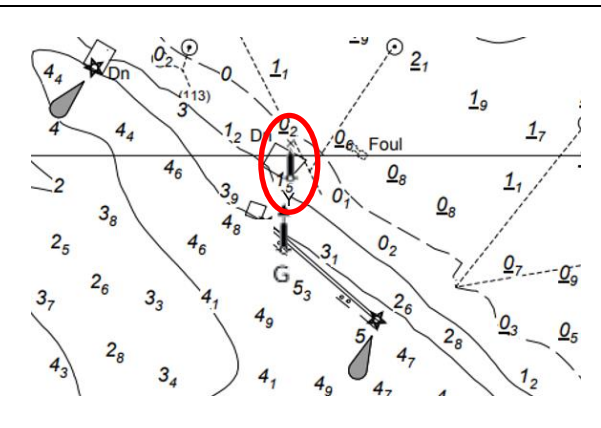 0₂ 2₁
4₄ Dn 0 1₁
3 (113) 1₉
4 4₄ 1₂ 0₂ 1₇
0₆ Foul
4₆ 0₈ 1₁
2 3₉ 0₁
3₈ 4₈ 0₈
Y
2₅ 4₆ 3₁ 0₂
G 0₇ 0₉
2₆ 5₃
3₇ 3₃ 4₁ 2₆
4₉ 0₃ 0₅
5 2₈
4₃ 2₈ 4₇
3₄ 4₁ 4₉ 4₇ 1₂